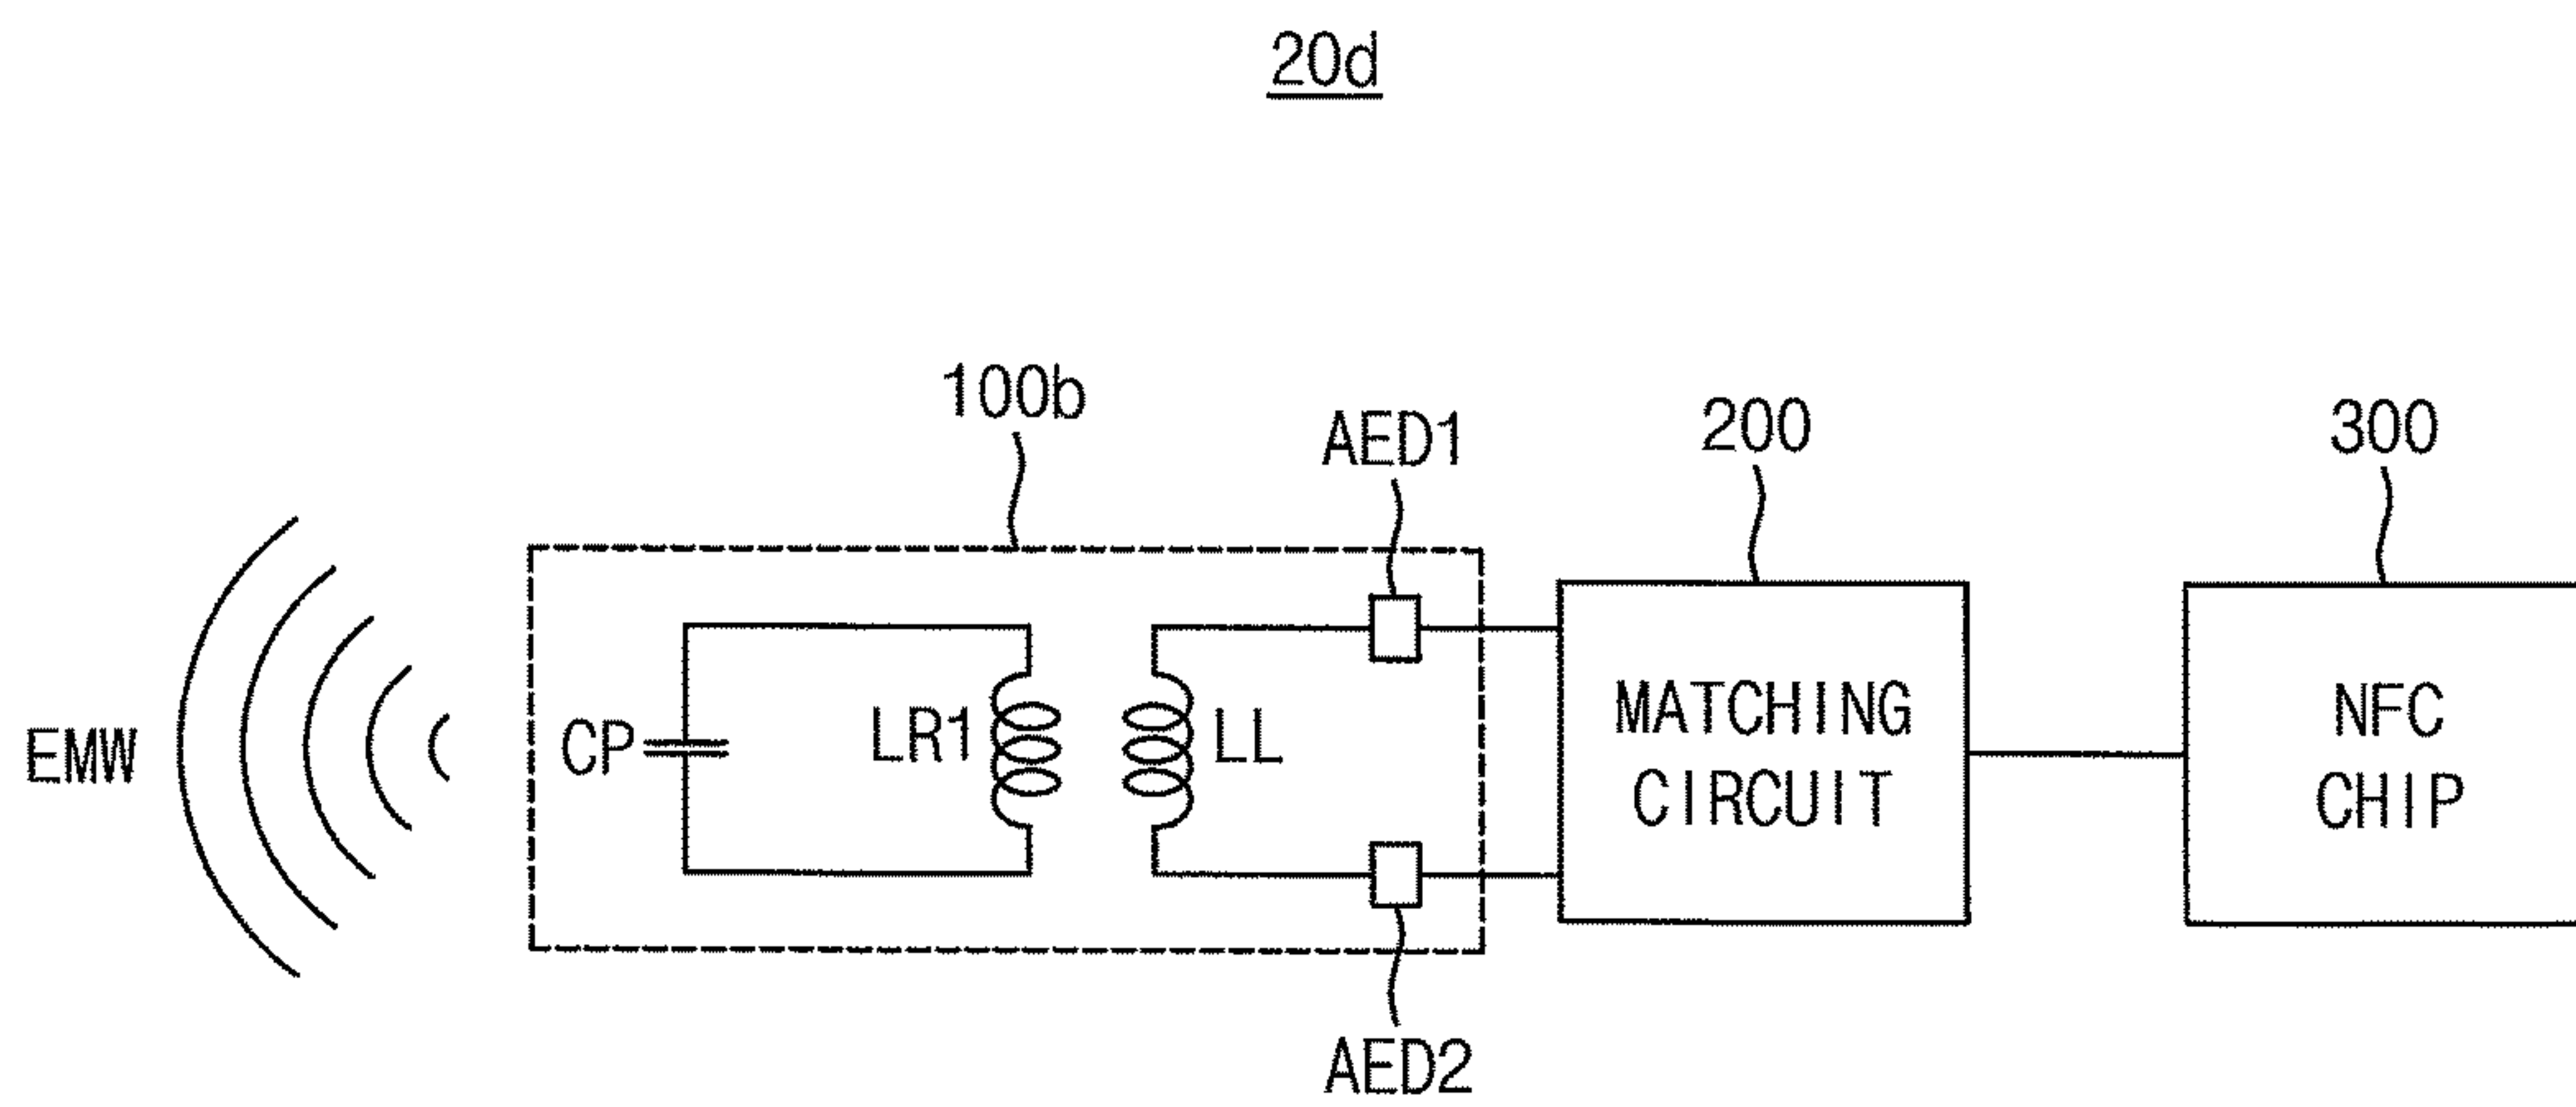 20d
100b
AED1
200
300
EMW
CP
LR1
LL
MATCHING
CIRCUIT
NFC
CHIP
AED2